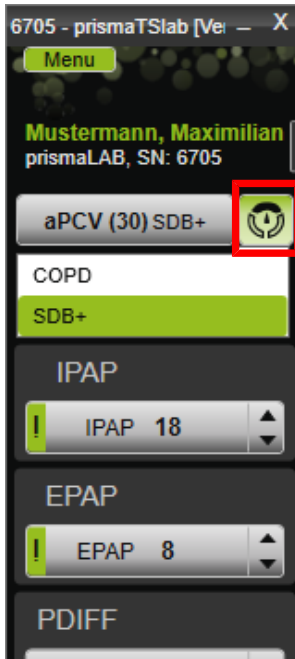 6705 - prismaTSlab [Ve
Menu
Mustermann, Maximilian
prismaLAB, SN: 6705
aPCV (30) SDB+
COPD
SDB+
IPAP
! IPAP 18
EPAP
! EPAP 8
PDIFF